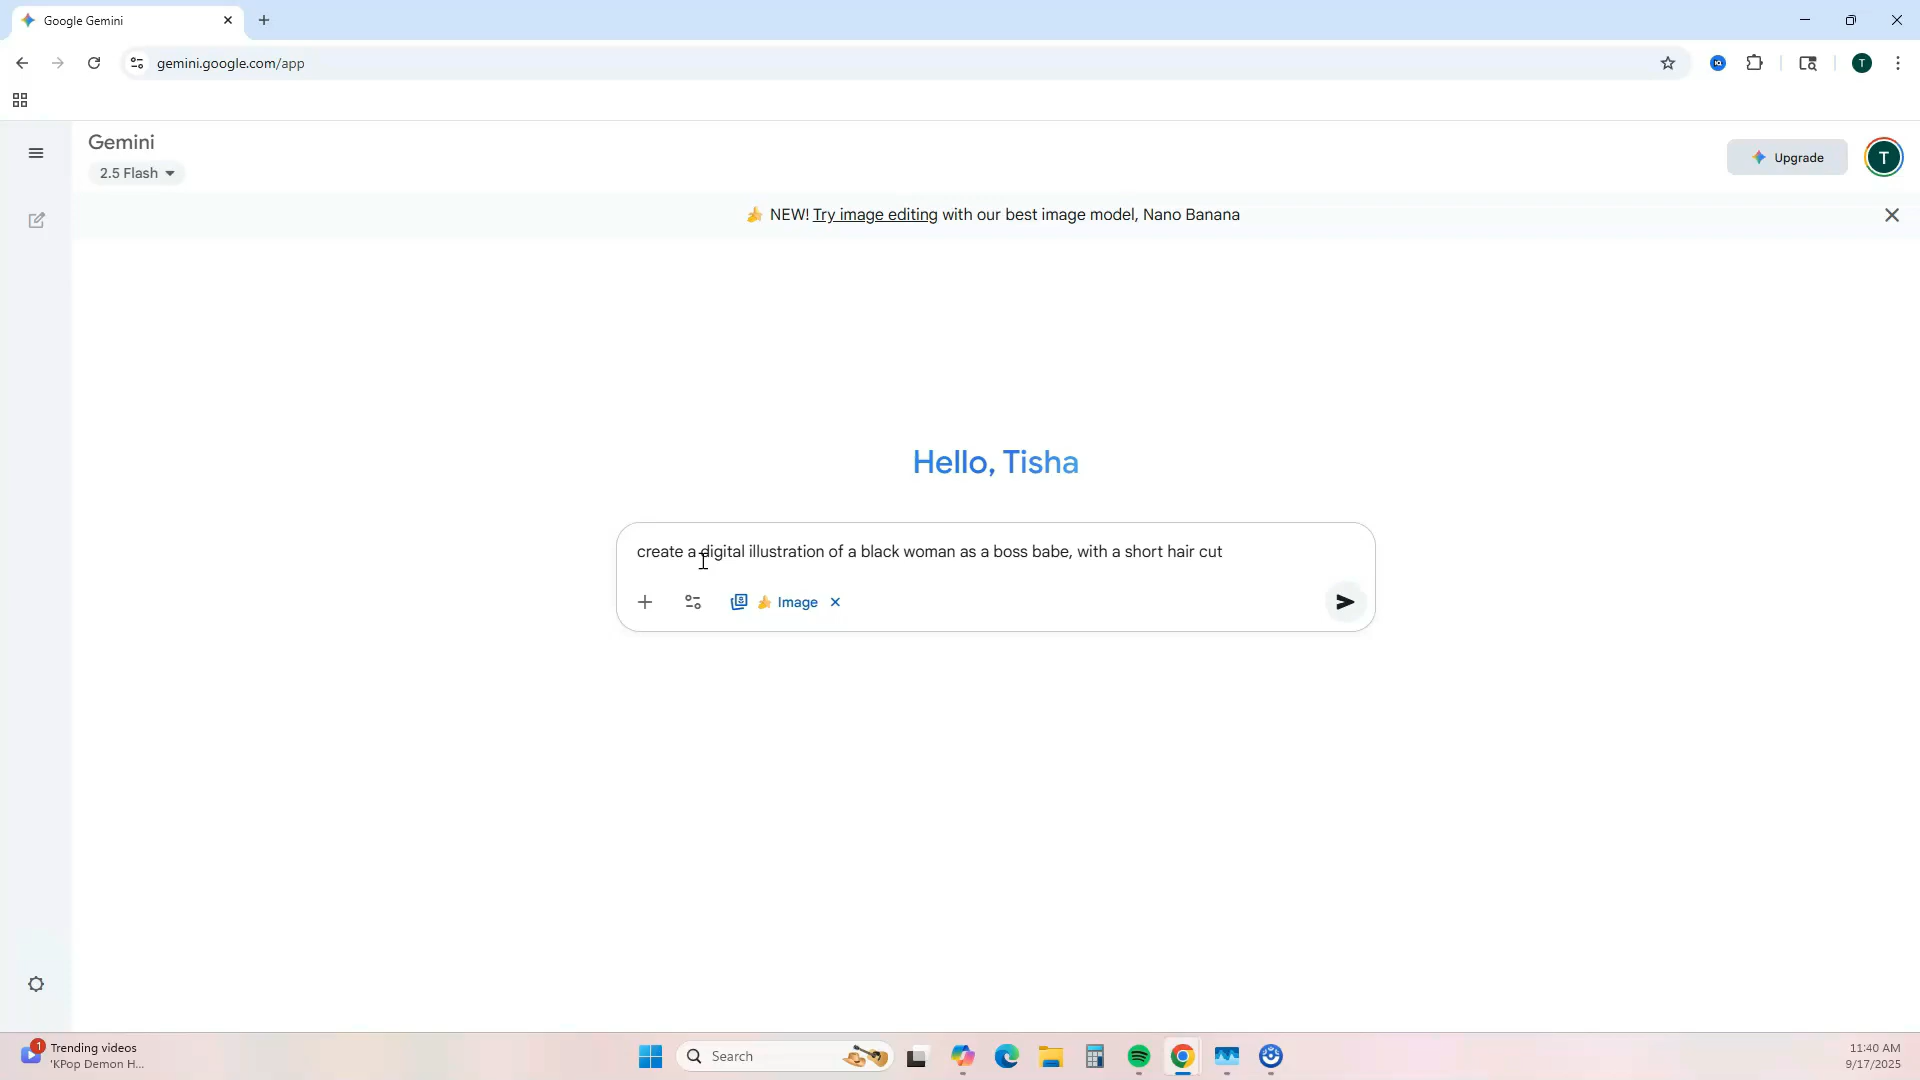 Google Gemini
gemini.google.com/app
T
Gemini
2.5 Flash
Upgrade
T
NEW! Try image editing with our best image model, Nano Banana
Hello, Tisha
create a digital illustration of a black woman as a boss babe, with a short hair cut
Image
1
Trending videos
'KPop Demon H...
Search
11:40 AM
9/17/2025